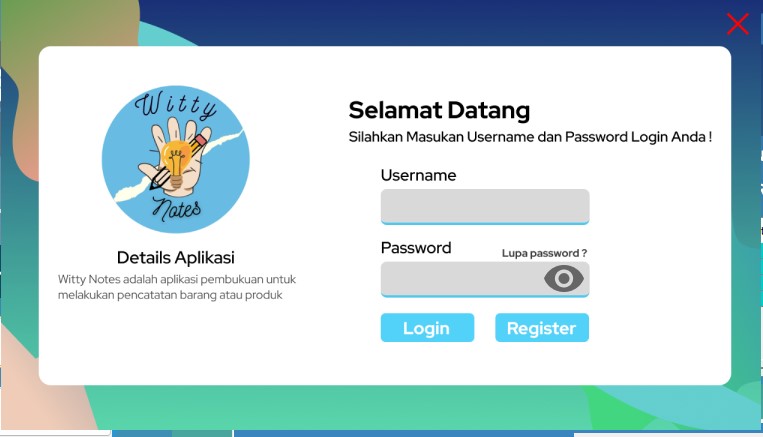 Witty
Notes
Details Aplikasi
Witty Notes adalah aplikasi pembukuan untuk
melakukan pencatatan barang atau produk
Selamat Datang
Silahkan Masukan Username dan Password Login Anda !
Username
Password
Lupa password ?
Login
Register